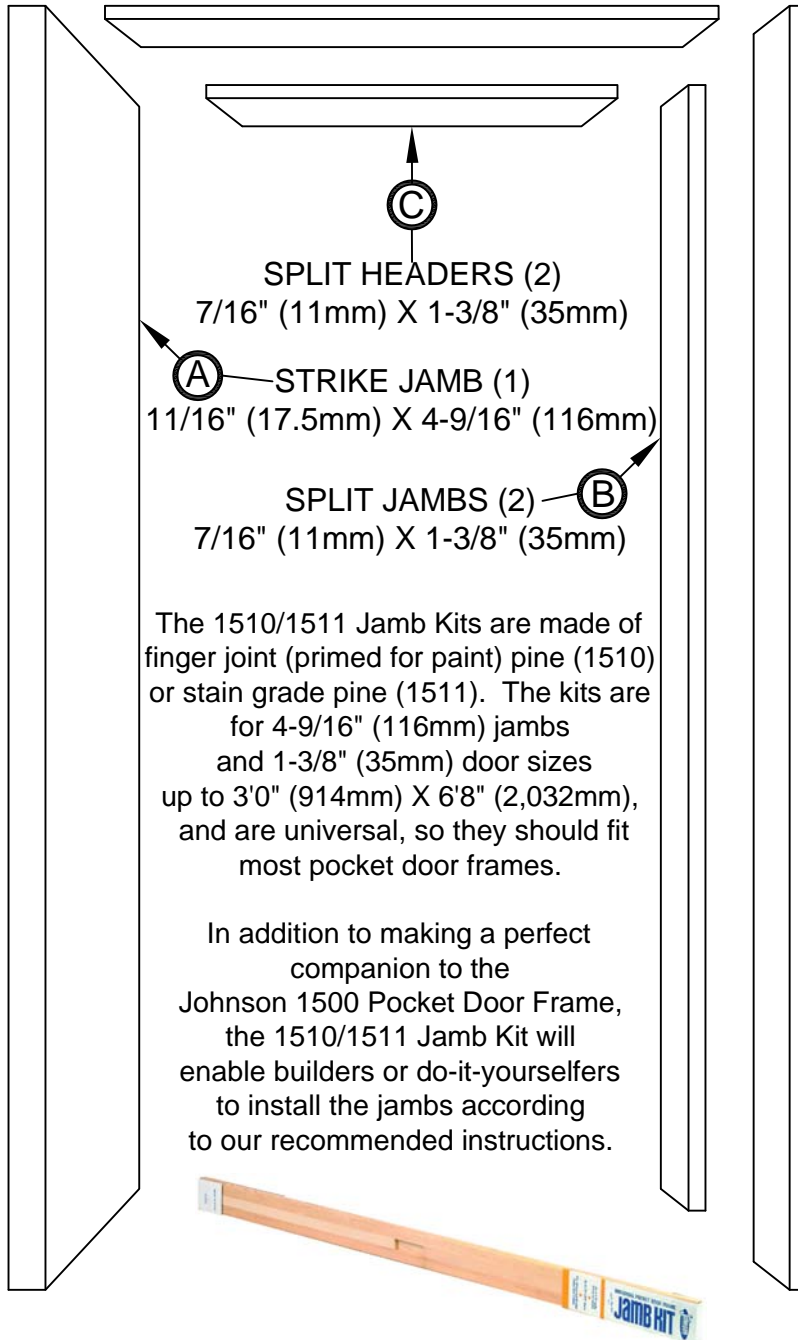 C
SPLIT HEADERS (2)
7/16" (11mm) X 1-3/8" (35mm)
A
STRIKE JAMB (1)
11/16" (17.5mm) X 4-9/16" (116mm)
SPLIT JAMBS (2)
B
7/16" (11mm) X 1-3/8" (35mm)
The 1510/1511 Jamb Kits are made of
finger joint (primed for paint) pine (1510)
or stain grade pine (1511).  The kits are
for 4-9/16" (116mm) jambs
and 1-3/8" (35mm) door sizes
up to 3'0" (914mm) X 6'8" (2,032mm),
and are universal, so they should fit
most pocket door frames.
In addition to making a perfect
companion to the
Johnson 1500 Pocket Door Frame,
the 1510/1511 Jamb Kit will
enable builders or do-it-yourselfers
to install the jambs according
to our recommended instructions.
JAMB KIT